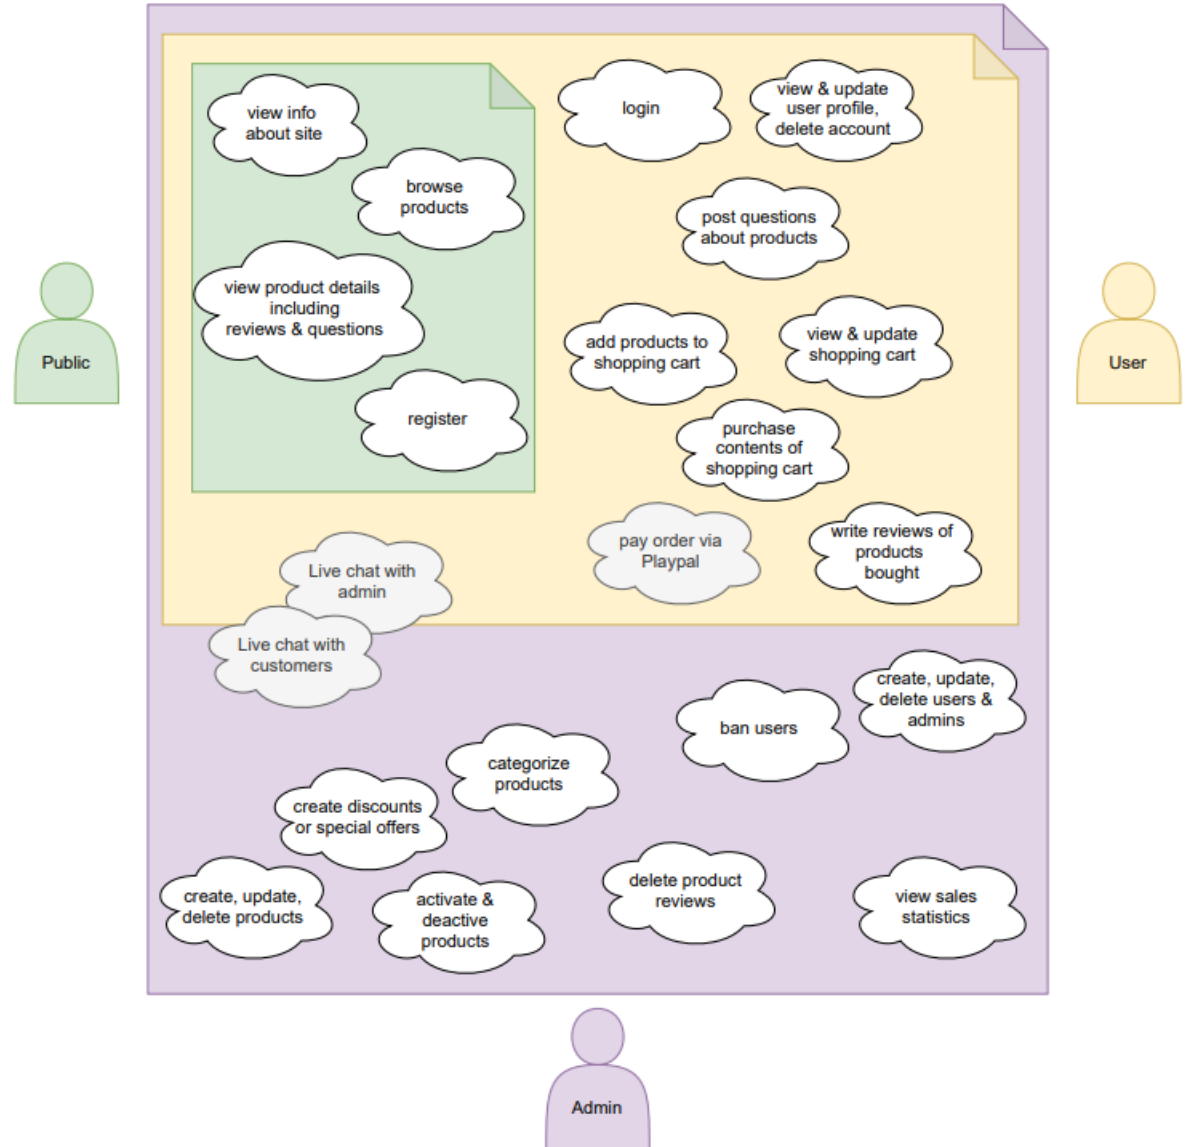 view info
about site
browse
products
view product details
including
reviews & questions
register
login
view & update
user profile,
delete account
post questions
about products
add products to
shopping cart
view & update
shopping cart
purchase
contents of
shopping cart
pay order via
Playpal
write reviews of
products
bought
Live chat with
admin
Live chat with
customers
Public
User
create, update,
delete users &
admins
ban users
categorize
products
create discounts
or special offers
create, update,
delete products
activate &
deactive
products
delete product
reviews
view sales
statistics
Admin